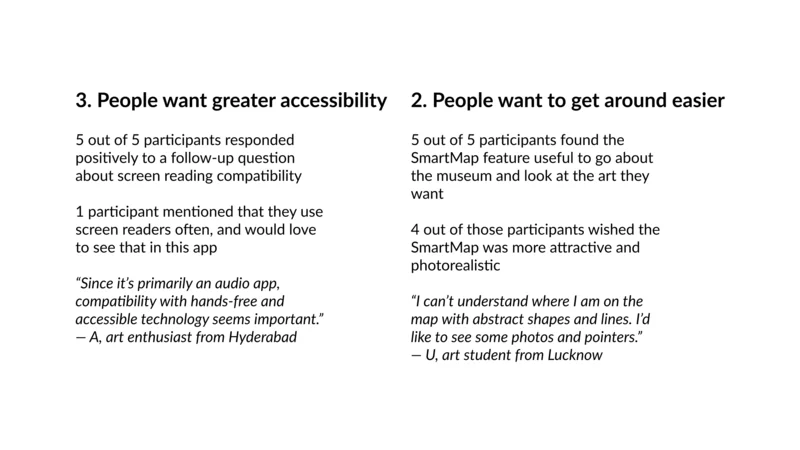 3. People want greater accessibility
5 out of 5 participants responded
positively to a follow-up question
about screen reading compatibility
1 participant mentioned that they use
screen readers often, and would love
to see that in this app
“Since it’s primarily an audio app,
compatibility with hands-free and
accessible technology seems important.”
— A, art enthusiast from Hyderabad
2. People want to get around easier
5 out of 5 participants found the
SmartMap feature useful to go about
the museum and look at the art they
want
4 out of those participants wished the
SmartMap was more attractive and
photorealistic
“I can’t understand where I am on the
map with abstract shapes and lines. I’d
like to see some photos and pointers.”
— U, art student from Lucknow